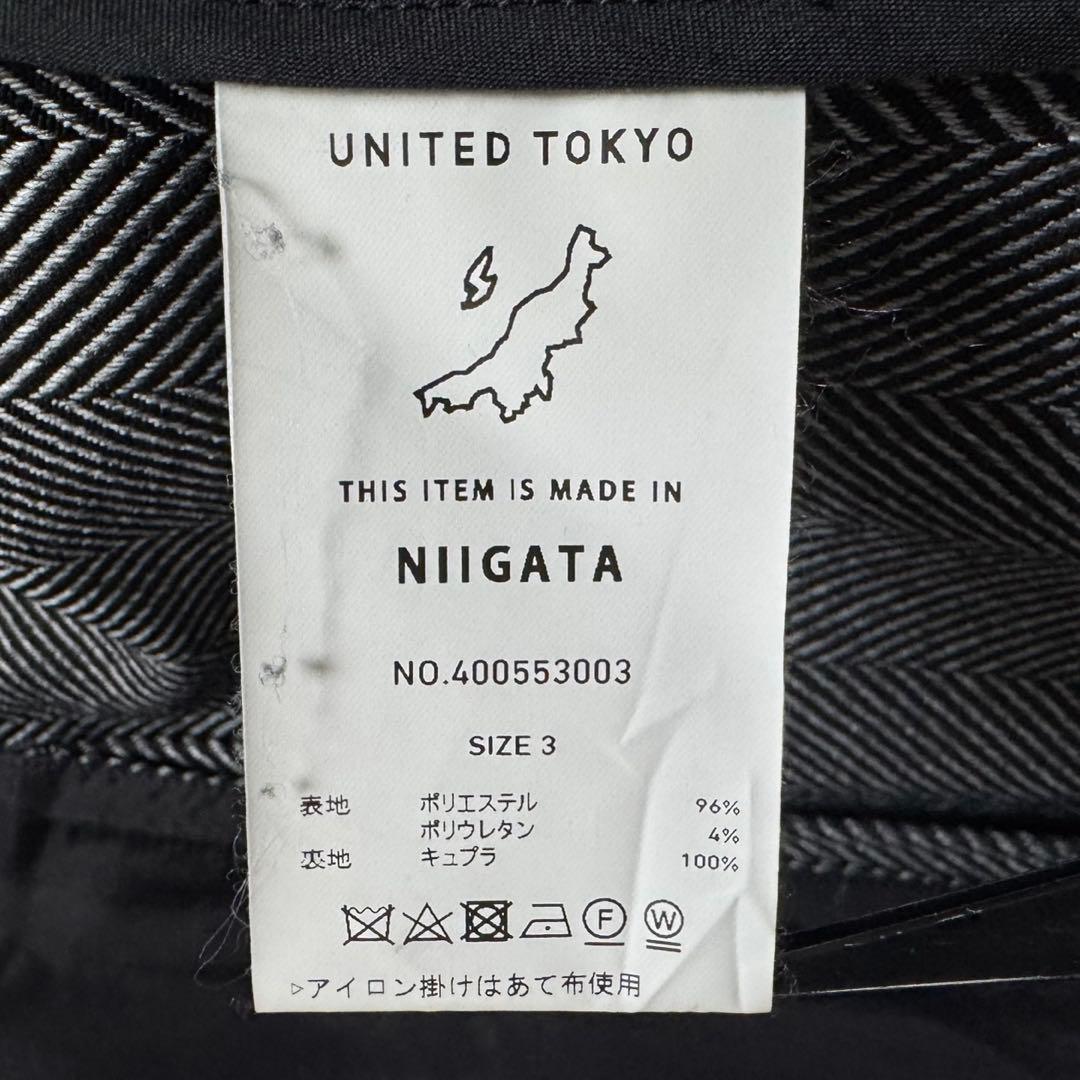 UNITED TOKYO
THIS ITEM IS MADE IN
NIIGATA
NO.400553003
SIZE 3
表地 ポリエステル 96%
ポリウレタン 4%
裏地 キュプラ 100%
F W
▷アイロン掛けはあて布使用